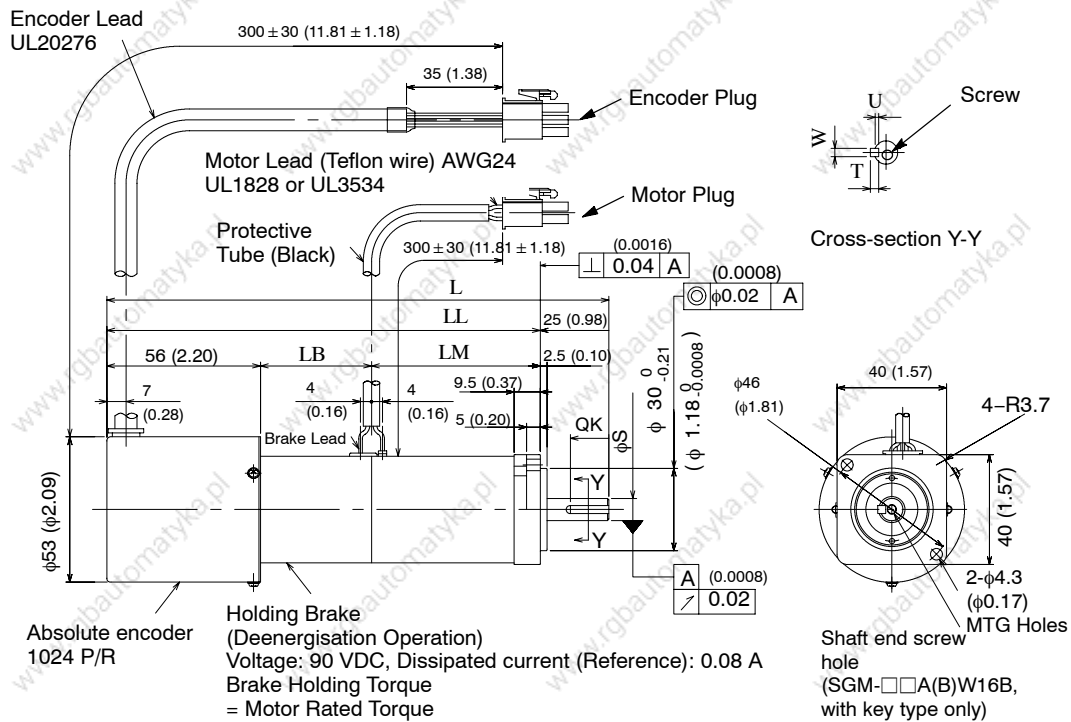 Encoder Lead
UL20276
300±30 (11.81±1.18)
35 (1.38)
Encoder Plug
Motor Lead (Teflon wire) AWG24
UL1828 or UL3534
Motor Plug
Protective
Tube (Black)
300±30 (11.81±1.18)
U
Screw
W
T
Cross-section Y-Y
(0.0016)
⊥ 0.04 A
(0.0008)
◎ φ0.02 A
L
LL
25 (0.98)
56 (2.20)
LB
LM
2.5 (0.10)
7
(0.28)
4
(0.16)
4
(0.16)
9.5 (0.37)
5 (0.20)
QK
φS
φ 30 0 -0.21
(φ 1.18 0 -0.0008)
Brake Lead
Y
Y
φ53 (φ2.09)
A (0.0008)
↗ 0.02
40 (1.57)
φ46
(φ1.81)
4–R3.7
40 (1.57)
2-φ4.3
(φ0.17)
MTG Holes
Shaft end screw
hole
(SGM-□□A(B)W16B,
with key type only)
Absolute encoder
1024 P/R
Holding Brake
(Deenergisation Operation)
Voltage: 90 VDC, Dissipated current (Reference): 0.08 A
Brake Holding Torque
= Motor Rated Torque
www.rgbautomatyka.pl